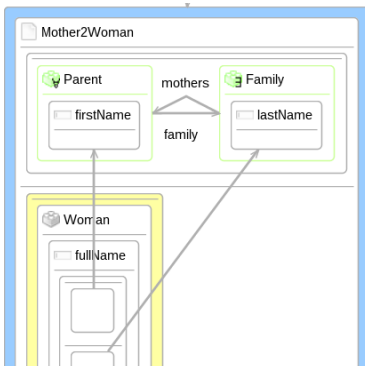 Mother2Woman
Parent
mothers
Family
firstName
lastName
family
Woman
fullName